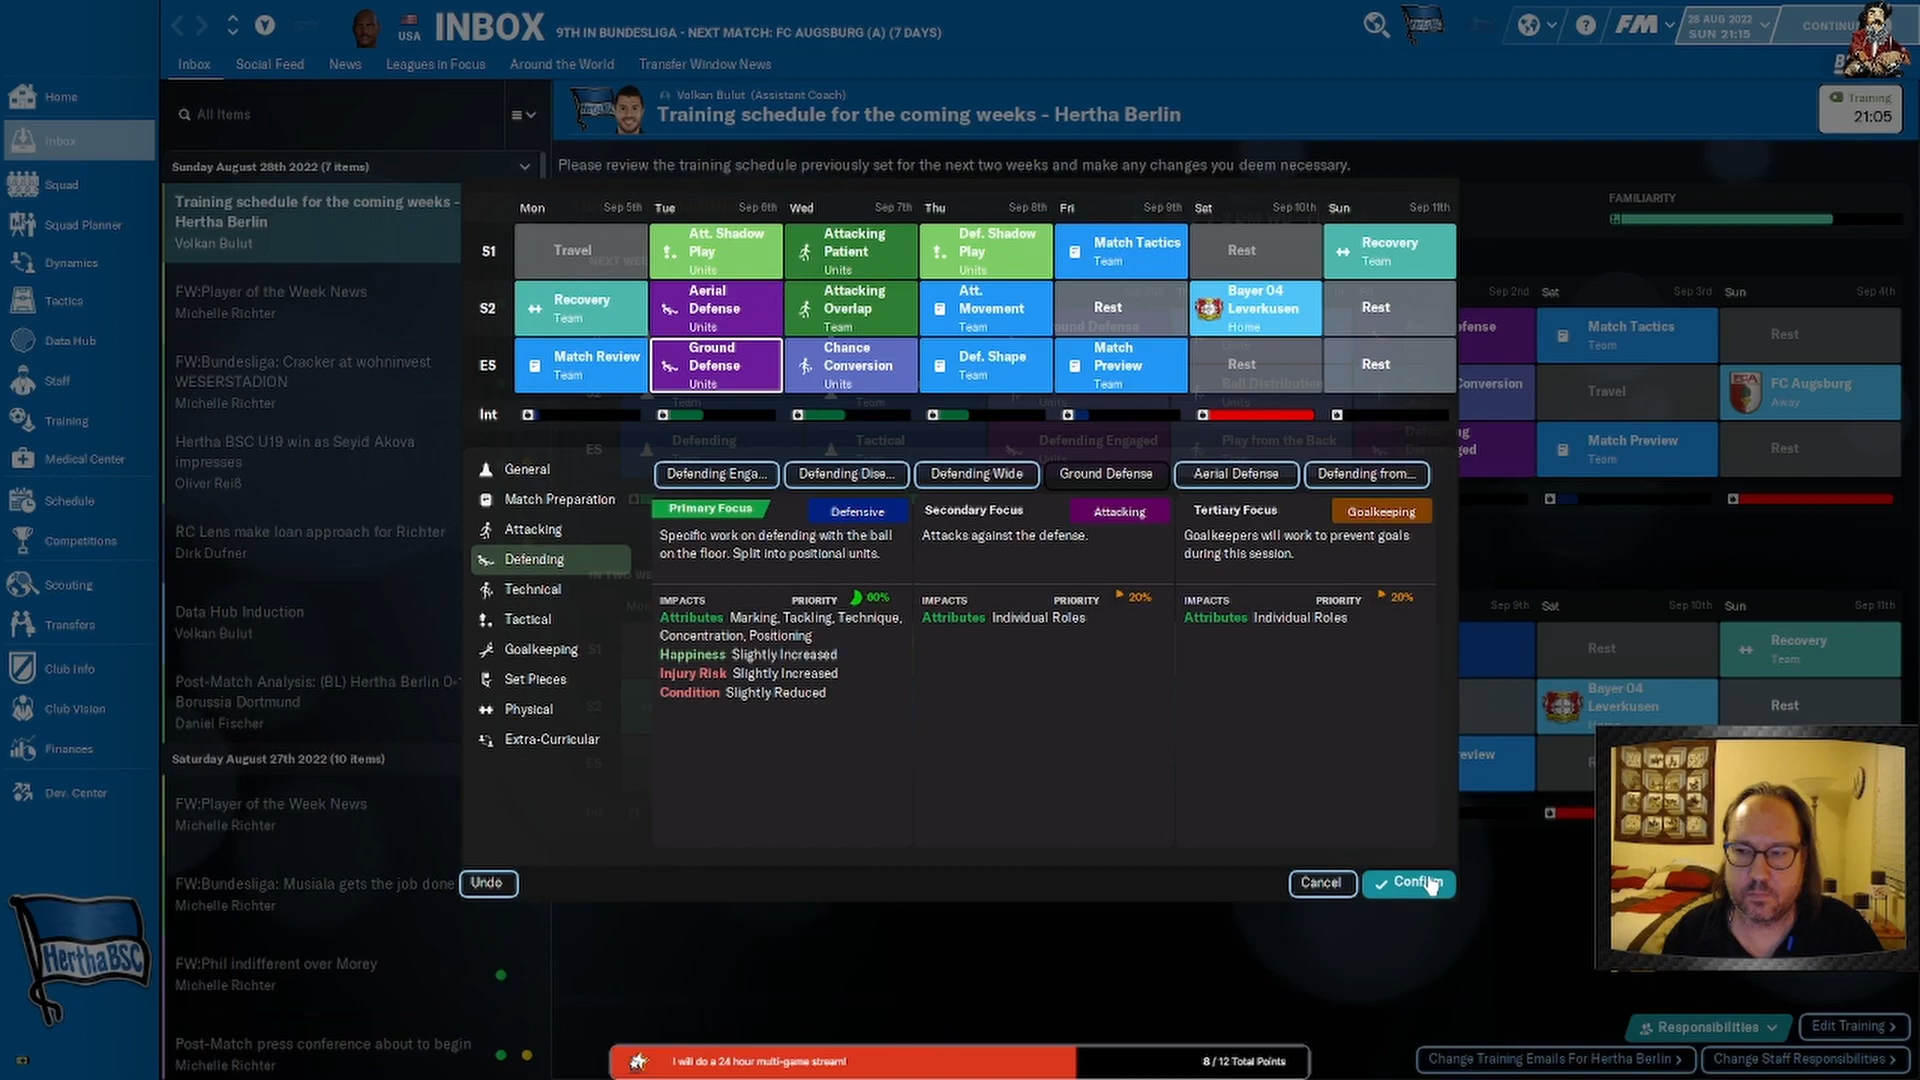 USA
INBOX
9TH IN BUNDESLIGA - NEXT MATCH: FC AUGSBURG (A) (7 DAYS)
FM
28 AUG 2022
SUN 21:15
Inbox
Social Feed
News
Leagues in Focus
Around the World
Transfer Window News
Home
Inbox
Squad
Squad Planner
Dynamics
Tactics
Data Hub
Staff
Training
Medical Center
Schedule
Competitions
Scouting
Transfers
Club Info
Club Vision
Finances
Dev. Center
HerthaBSC
All Items
Sunday August 28th 2022 (7 items)
Training schedule for the coming weeks -
Hertha Berlin
Volkan Bulut
FW:Player of the Week News
Michelle Richter
FW:Bundesliga: Cracker at wohninvest
WESERSTADION
Michelle Richter
Hertha BSC U19 win as Seyid Akova
impresses
Oliver Reiß
RC Lens make loan approach for Richter
Dirk Dufner
Data Hub Induction
Volkan Bulut
Post-Match Analysis: (BL) Hertha Berlin 0-
Borussia Dortmund
Daniel Fischer
Saturday August 27th 2022 (10 items)
FW:Player of the Week News
Michelle Richter
FW:Bundesliga: Musiala gets the job done
Michelle Richter
FW:Phil indifferent over Morey
Michelle Richter
Post-Match press conference about to begin
Michelle Richter
Volkan Bulut (Assistant Coach)
Training schedule for the coming weeks - Hertha Berlin
Training
21:05
Please review the training schedule previously set for the next two weeks and make any changes you deem necessary.
FAMILIARITY
Mon Sep 5th Tue Sep 6th Wed Sep 7th Thu Sep 8th Fri Sep 9th Sat Sep 10th Sun Sep 11th
S1
Travel
Att. Shadow
Play
Units
Attacking
Patient
Units
Def. Shadow
Play
Units
Match Tactics
Team
Rest
Recovery
Team
S2
Recovery
Team
Aerial
Defense
Units
Attacking
Overlap
Team
Att.
Movement
Team
Rest
Bayer 04
Leverkusen
Home
Rest
ES
Match Review
Team
Ground
Defense
Units
Chance
Conversion
Units
Def. Shape
Team
Match
Preview
Team
Rest
Rest
Int
General
Match Preparation
Attacking
Defending
Technical
Tactical
Goalkeeping
Set Pieces
Physical
Extra-Curricular
Defending Enga...
Defending Dise...
Defending Wide
Ground Defense
Aerial Defense
Defending from...
Primary Focus
Defensive
Specific work on defending with the ball
on the floor. Split into positional units.
IMPACTS PRIORITY 60%
Attributes Marking, Tackling, Technique,
Concentration, Positioning
Happiness Slightly Increased
Injury Risk Slightly Increased
Condition Slightly Reduced
Secondary Focus
Attacking
Attacks against the defense.
IMPACTS PRIORITY 20%
Attributes Individual Roles
Tertiary Focus
Goalkeeping
Goalkeepers will work to prevent goals
during this session.
IMPACTS PRIORITY 20%
Attributes Individual Roles
Undo
Cancel
Confirm
Defending
Tactical
Defending Engaged
Play from the Back
Sep 2nd Sat Sep 3rd Sun Sep 4th
Match Tactics
Team
Rest
Conversion
Travel
FC Augsburg
Away
Match Preview
Team
Rest
Sep 9th Sat Sep 10th Sun Sep 11th
Rest
Recovery
Team
Bayer 04
Leverkusen
Rest
Responsibilities
Edit Training >
Change Training Emails For Hertha Berlin >
Change Staff Responsibilities >
I will do a 24 hour multi-game stream!
8 / 12 Total Points